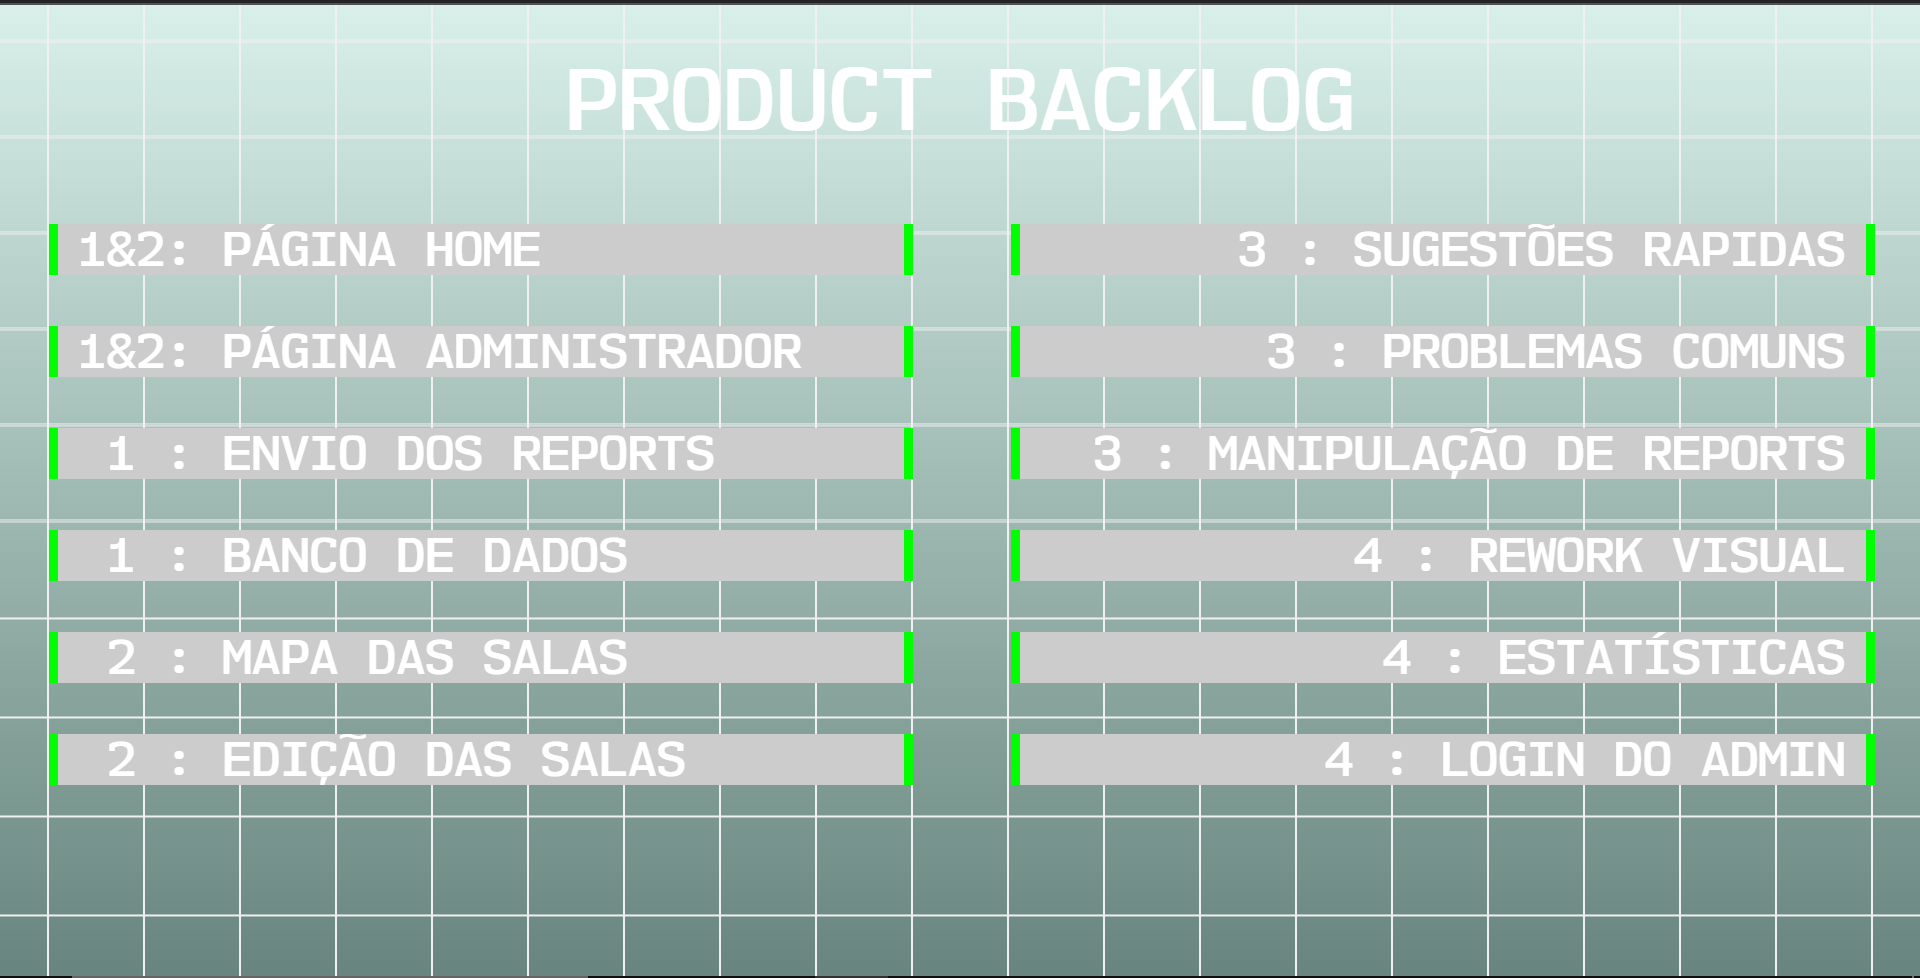 PRODUCT BACKLOG
1&2: PÁGINA HOME
1&2: PÁGINA ADMINISTRADOR
1 : ENVIO DOS REPORTS
1 : BANCO DE DADOS
2 : MAPA DAS SALAS
2 : EDIÇÃO DAS SALAS
3 : SUGESTÕES RAPIDAS
3 : PROBLEMAS COMUNS
3 : MANIPULAÇÃO DE REPORTS
4 : REWORK VISUAL
4 : ESTATÍSTICAS
4 : LOGIN DO ADMIN